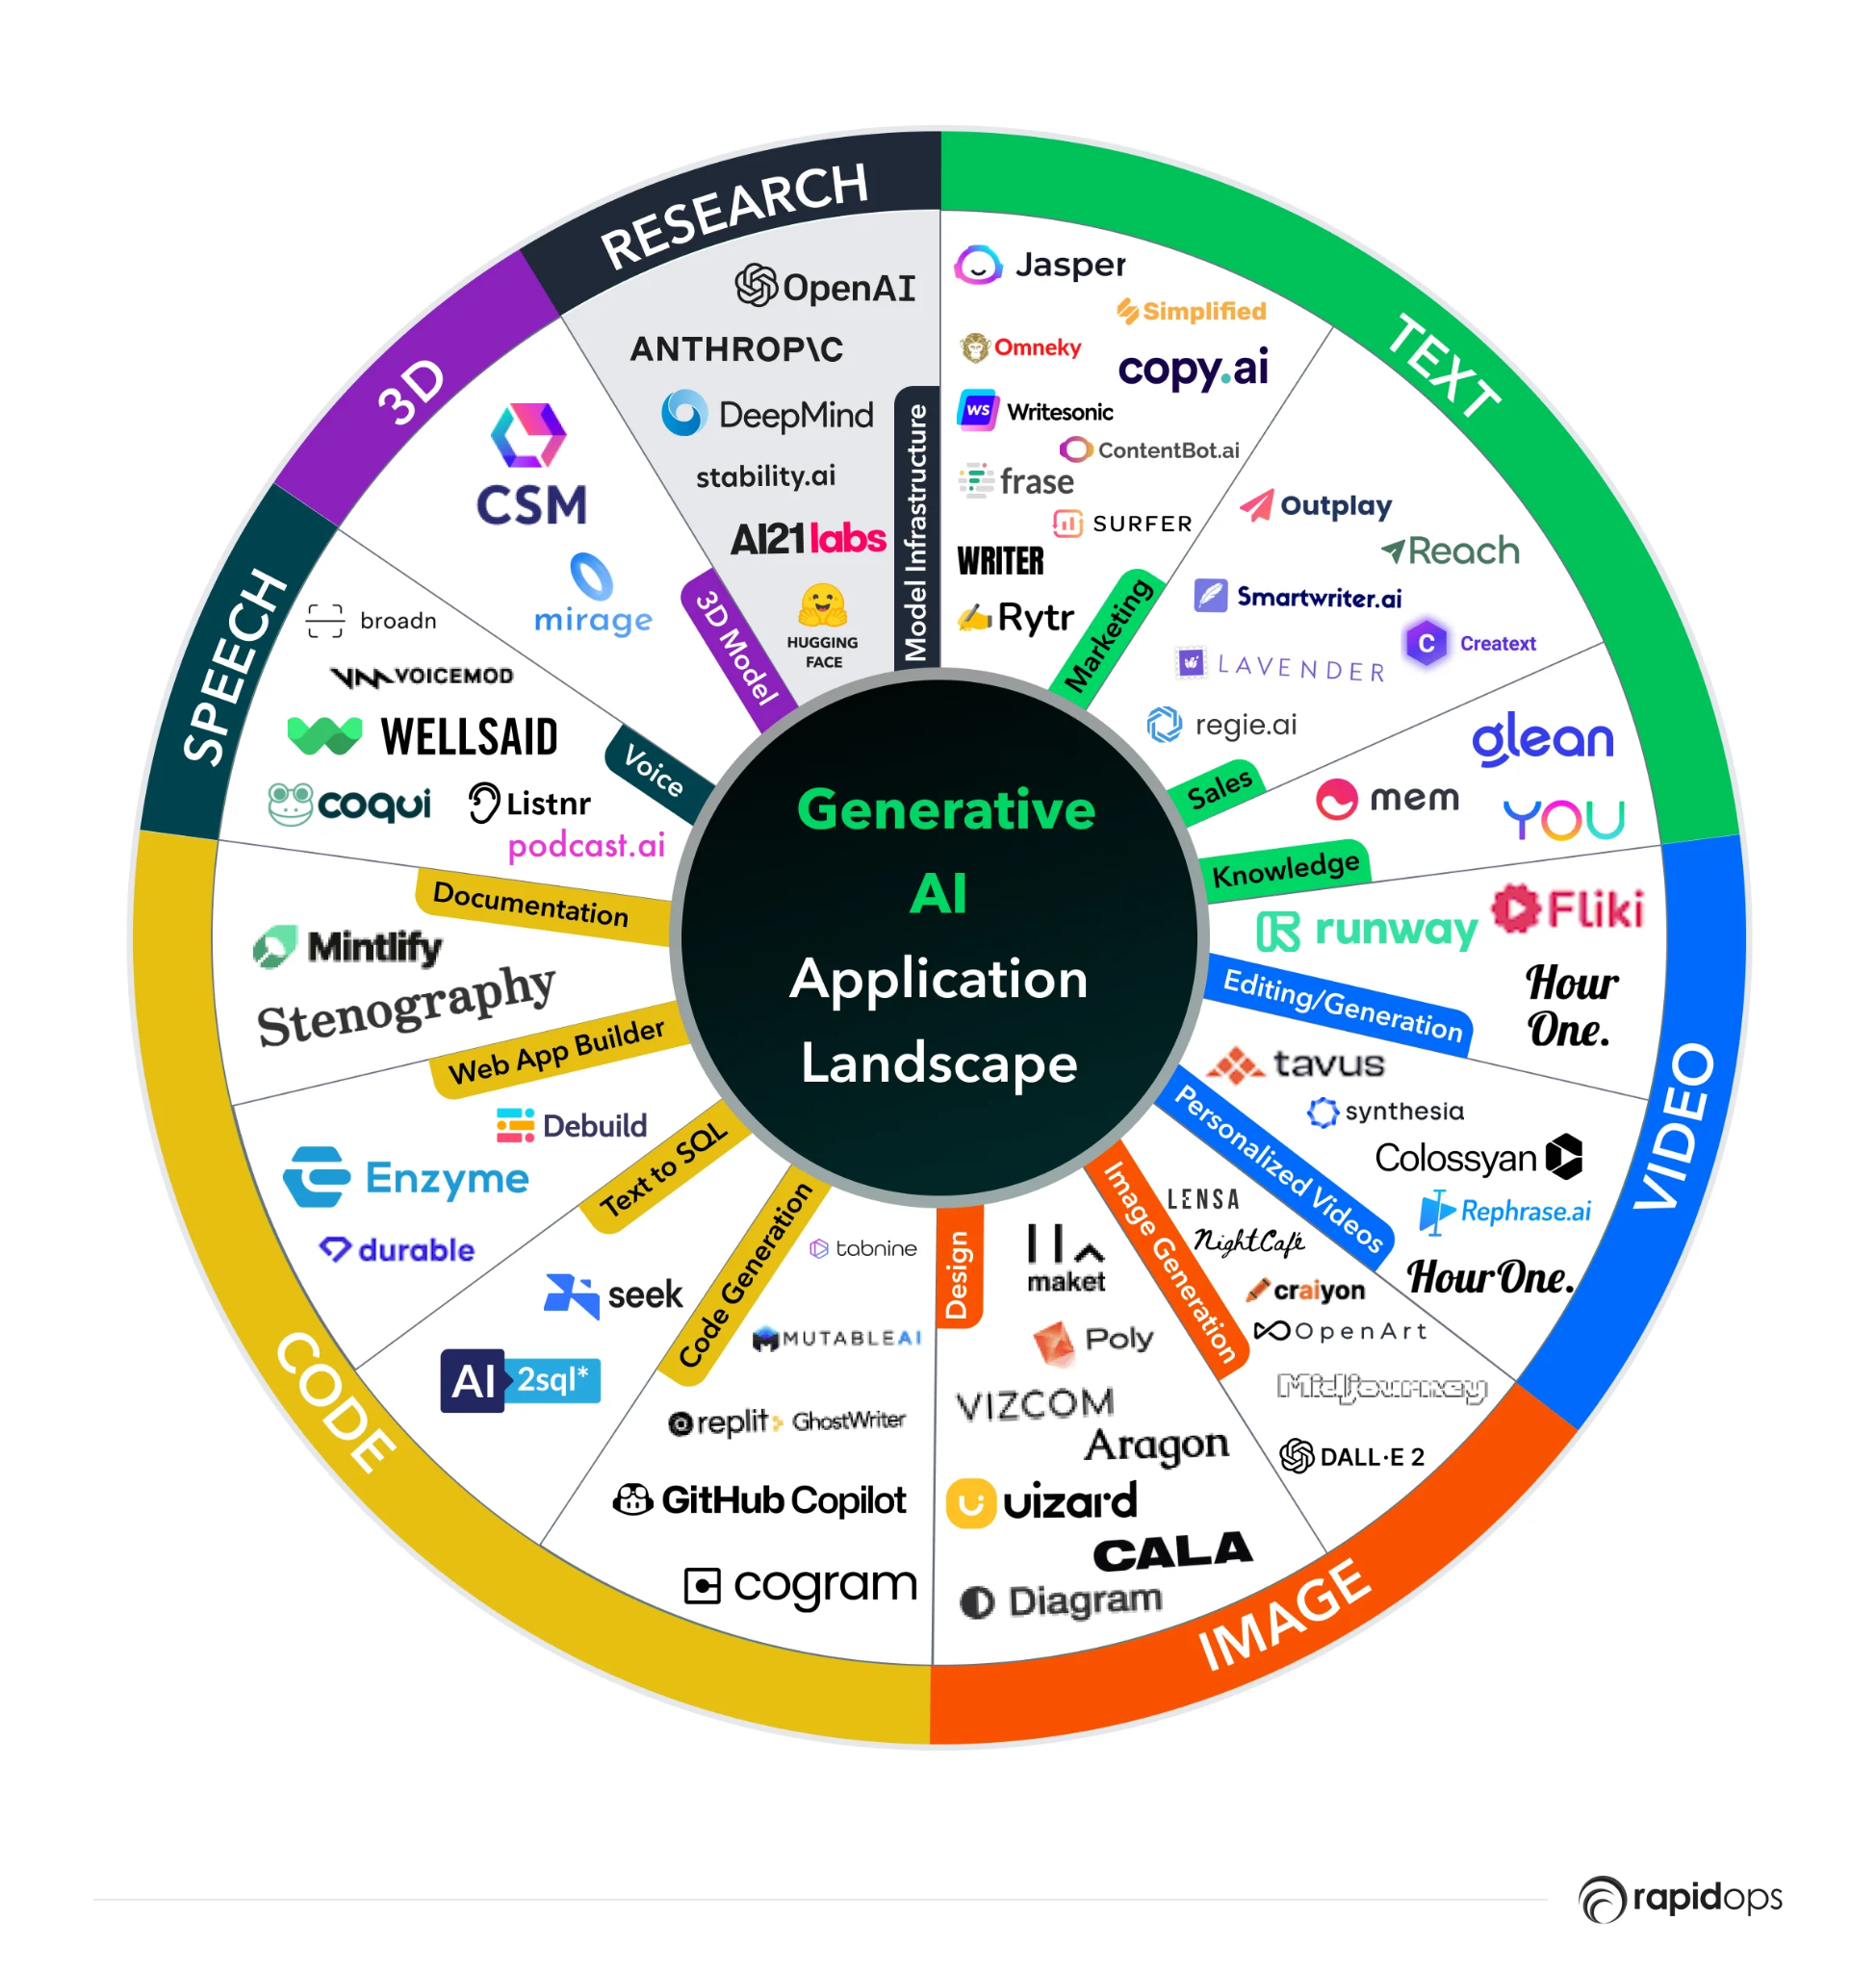 Generative
AI
Application
Landscape
RESEARCH
Model Infrastructure
OpenAI
ANTHROP\C
DeepMind
stability.ai
AI21 labs
HUGGING
FACE
TEXT
Marketing
Jasper
Simplified
Omneky
copy.ai
WS Writesonic
ContentBot.ai
frase
SURFER
WRITER
Rytr
Sales
Outplay
Reach
Smartwriter.ai
C Creatext
LAVENDER
regie.ai
Knowledge
glean
mem
YOU
VIDEO
Editing/Generation
runway
Fliki
Hour
One.
Personalized Videos
tavus
synthesia
Colossyan
Rephrase.ai
HourOne.
IMAGE
Image Generation
LENSA
NightCafé
craiyon
OpenArt
Midjourney
DALL·E 2
Design
maket
Poly
VIZCOM
Aragon
uizard
CALA
Diagram
CODE
Code Generation
tabnine
MUTABLEAI
replit GhostWriter
GitHub Copilot
cogram
Text to SQL
seek
AI 2sql*
Web App Builder
Debuild
Enzyme
durable
Documentation
Mintlify
Stenography
SPEECH
Voice
broadn
VOICEMOD
WELLSAID
coqui
Listnr
podcast.ai
3D
3D Model
CSM
mirage
rapidops